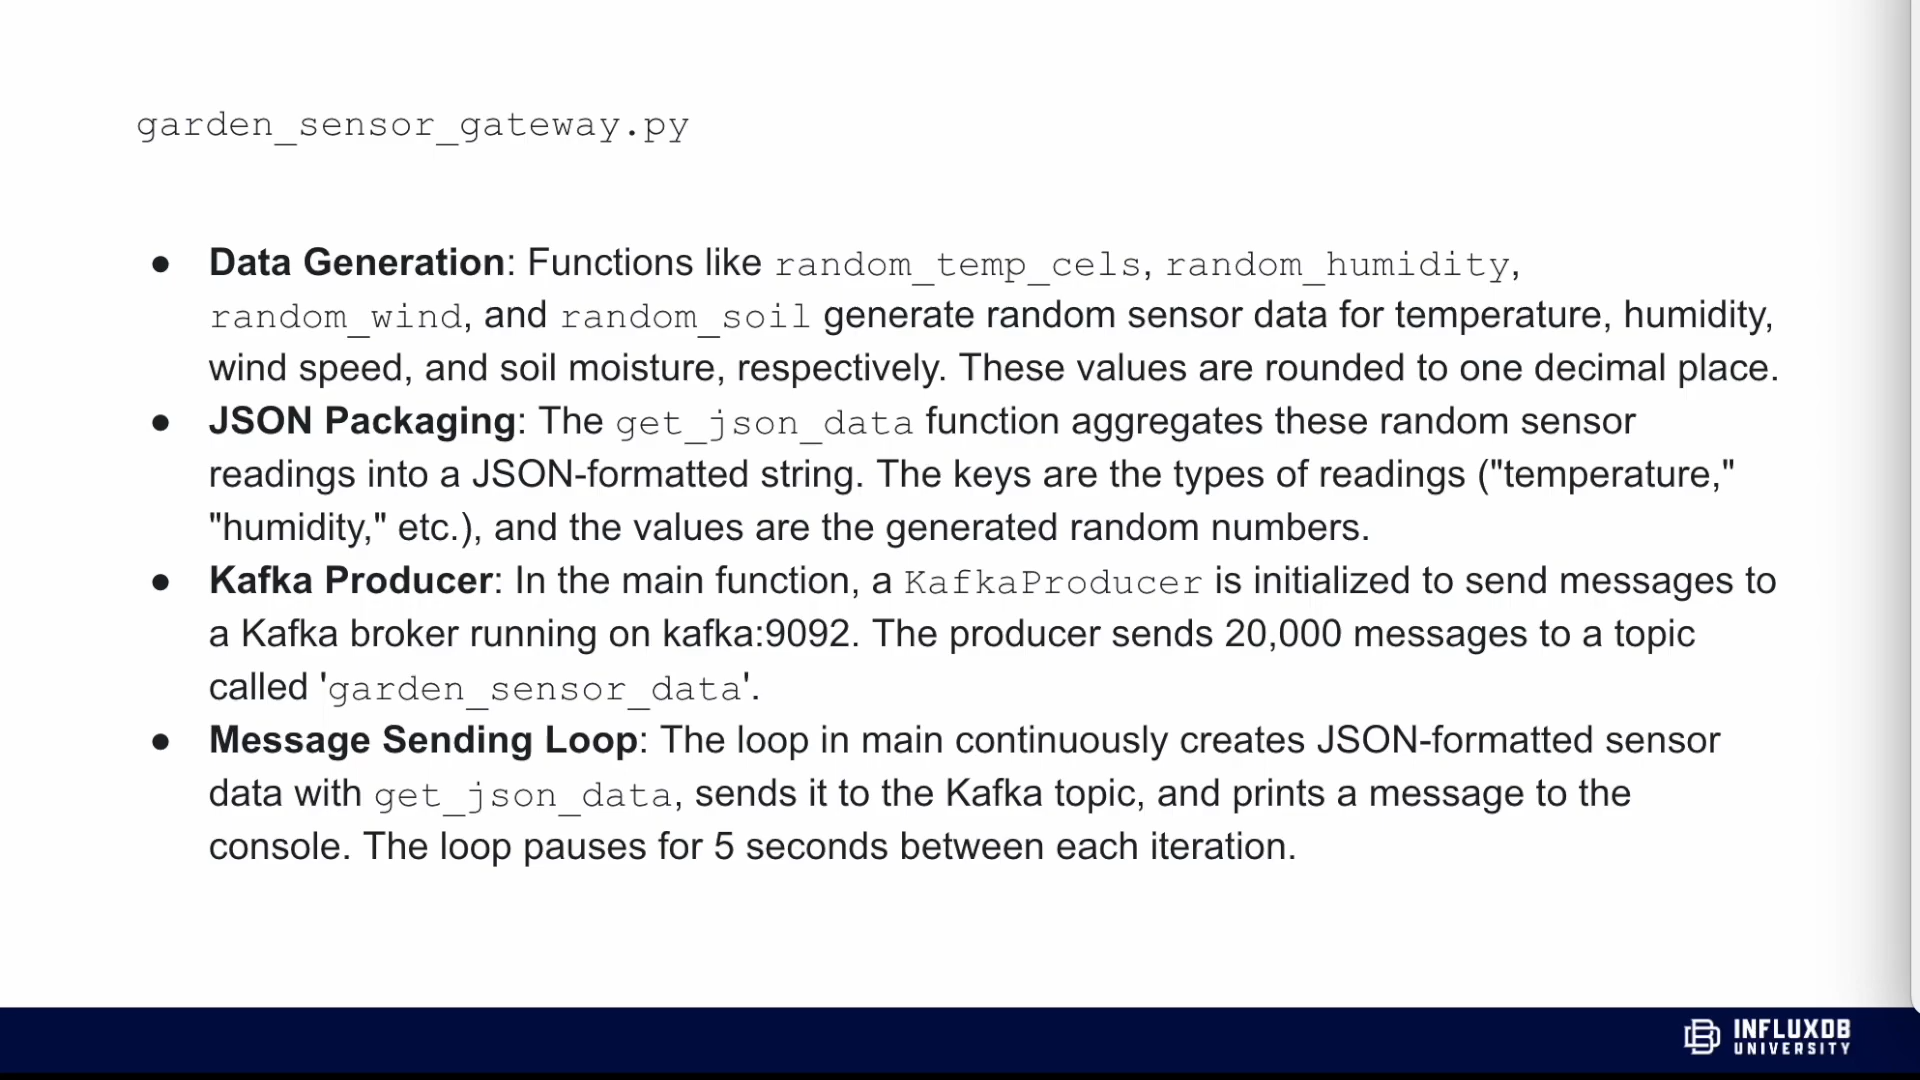 garden_sensor_gateway.py
● Data Generation: Functions like random_temp_cels, random_humidity,
random_wind, and random_soil generate random sensor data for temperature, humidity,
wind speed, and soil moisture, respectively. These values are rounded to one decimal place.
● JSON Packaging: The get_json_data function aggregates these random sensor
readings into a JSON-formatted string. The keys are the types of readings ("temperature,"
"humidity," etc.), and the values are the generated random numbers.
● Kafka Producer: In the main function, a KafkaProducer is initialized to send messages to
a Kafka broker running on kafka:9092. The producer sends 20,000 messages to a topic
called 'garden_sensor_data'.
● Message Sending Loop: The loop in main continuously creates JSON-formatted sensor
data with get_json_data, sends it to the Kafka topic, and prints a message to the
console. The loop pauses for 5 seconds between each iteration.
INFLUXDB
UNIVERSITY